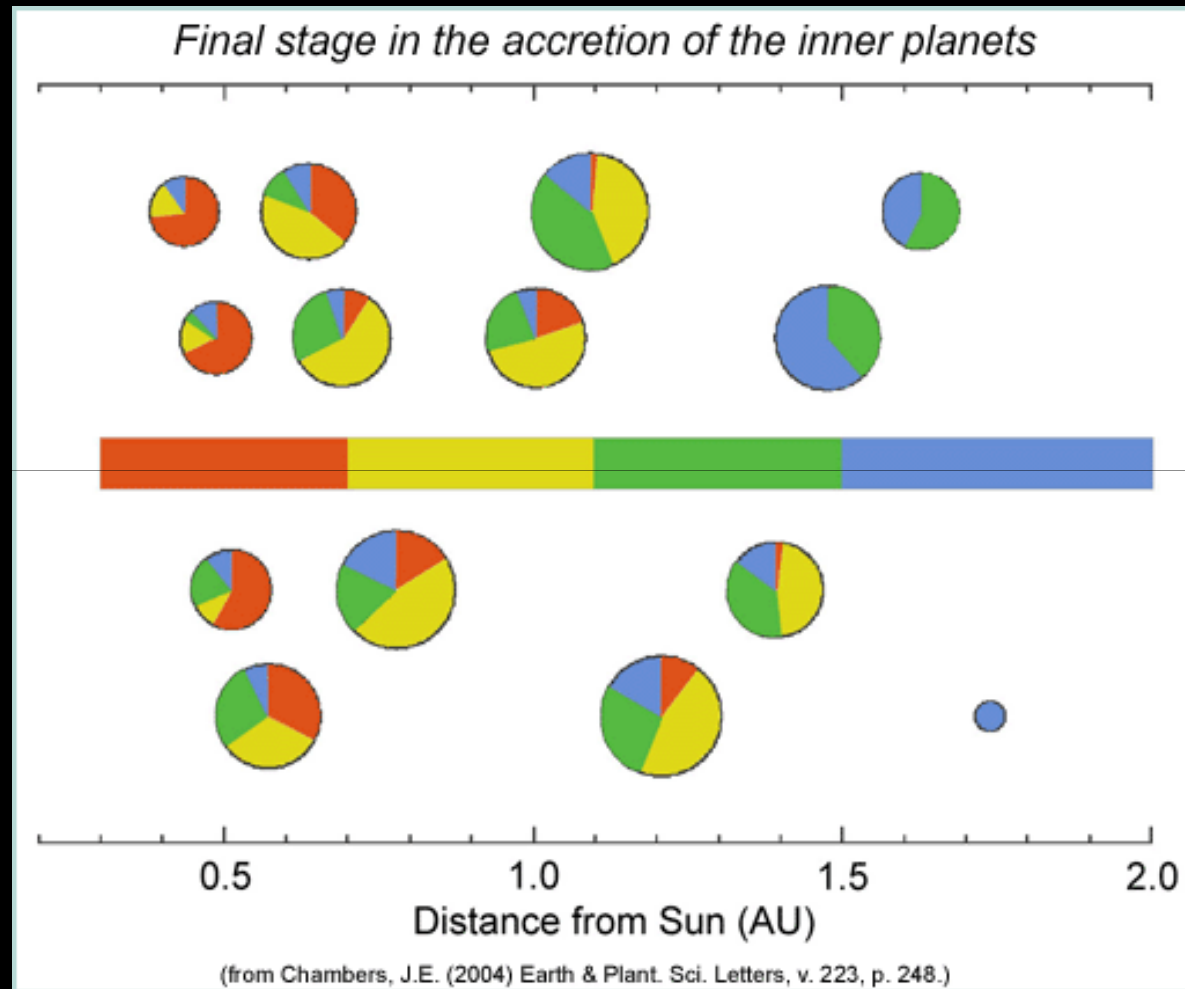 Final stage in the accretion of the inner planets
0.5 1.0 1.5 2.0
Distance from Sun (AU)
(from Chambers, J.E. (2004) Earth & Plant. Sci. Letters, v. 223, p. 248.)